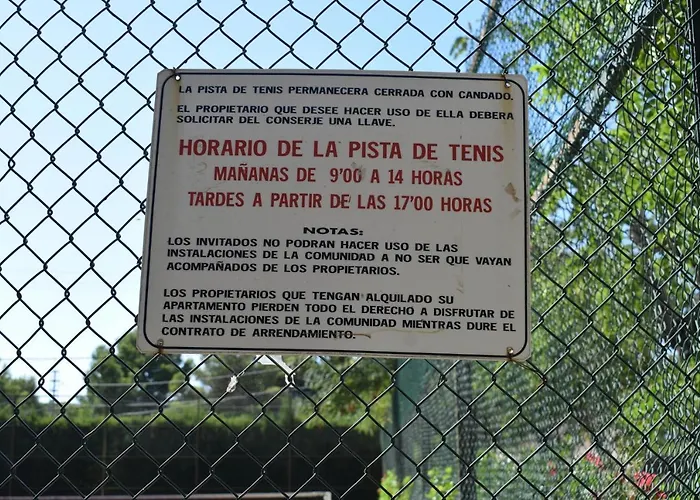 LA PISTA DE TENIS PERMANECERA CERRADA CON CANDADO.
EL PROPIETARIO QUE DESEE HACER USO DE ELLA DEBERA
SOLICITAR DEL CONSERJE UNA LLAVE.
HORARIO DE LA PISTA DE TENIS
MAÑANAS DE 9'00 A 14 HORAS
TARDES A PARTIR DE LAS 17'00 HORAS
NOTAS:
LOS INVITADOS NO PODRAN HACER USO DE LAS
INSTALACIONES DE LA COMUNIDAD A NO SER QUE VAYAN
ACOMPAÑADOS DE LOS PROPIETARIOS.
LOS PROPIETARIOS QUE TENGAN ALQUILADO SU
APARTAMENTO PIERDEN TODO EL DERECHO A DISFRUTAR DE
LAS INSTALACIONES DE LA COMUNIDAD MIENTRAS DURE EL
CONTRATO DE ARRENDAMIENTO.